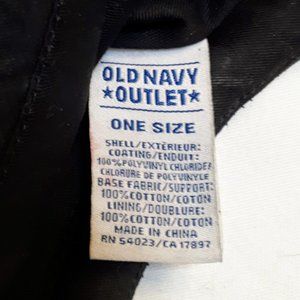 OLD NAVY
★OUTLET★
ONE SIZE
SHELL/EXTÉRIEUR:
COATING/ENDUIT:
100%POLYVINYL CHLORIDE/
CHLORURE DE POLYVINYLE
BASE FABRIC/SUPPORT:
100%COTTON/COTON
LINING/DOUBLURE:
100%COTTON/COTON
MADE IN CHINA
RN 54023/CA 17897